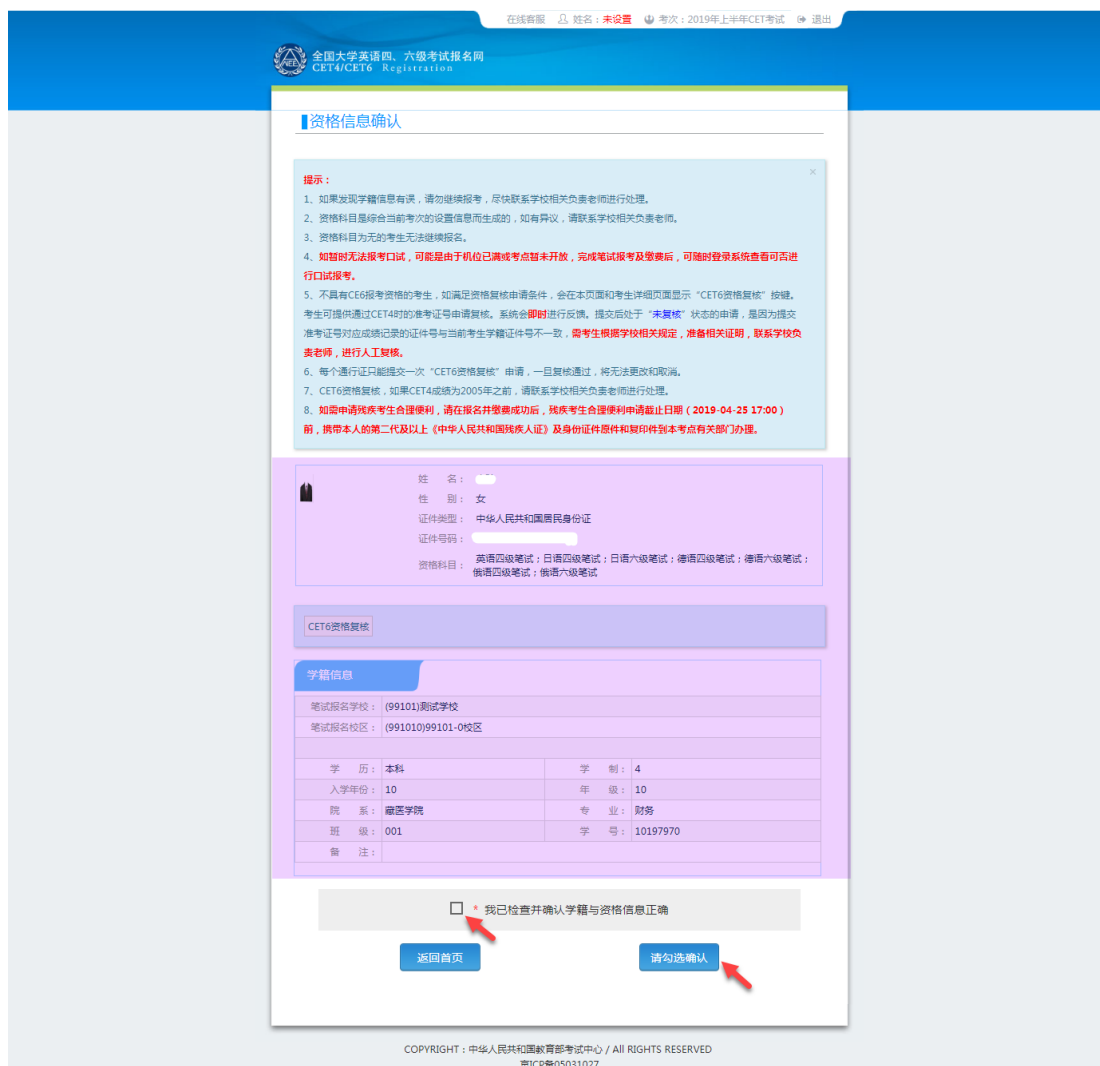 在线客服 姓名：未设置 考次：2019年上半年CET考试 退出
全国大学英语四、六级考试报名网
CET4/CET6 Registration
资格信息确认
×
提示：
1、如果发现学籍信息有误，请勿继续报考，尽快联系学校相关负责老师进行处理。
2、资格科目是综合当前考次的设置信息而生成的，如有异议，请联系学校相关负责老师。
3、资格科目为无的考生无法继续报名。
4、如暂时无法报考口试，可能是由于机位已满或考点暂未开放，完成笔试报考及缴费后，可随时登录系统查看可否进
行口试报考。
5、不具有CE6报考资格的考生，如满足资格复核申请条件，会在本页面和考生详细页面显示“CET6资格复核”按键。
考生可提供通过CET4时的准考证号申请复核。系统会即时进行反馈。提交后处于“未复核”状态的申请，是因为提交
准考证号对应成绩记录的证件号与当前考生学籍证件号不一致，需考生根据学校相关规定，准备相关证明，联系学校负
责老师，进行人工复核。
6、每个通行证只能提交一次“CET6资格复核”申请，一旦复核通过，将无法更改和取消。
7、CET6资格复核，如果CET4成绩为2005年之前，请联系学校相关负责老师进行处理。
8、如需申请残疾考生合理便利，请在报名并缴费成功后，残疾考生合理便利申请截止日期（2019-04-25 17:00）
前，携带本人的第二代及以上《中华人民共和国残疾人证》及身份证件原件和复印件到本考点有关部门办理。
姓 名：
性 别： 女
证件类型： 中华人民共和国居民身份证
证件号码：
资格科目： 英语四级笔试；日语四级笔试；日语六级笔试；德语四级笔试；德语六级笔试；
俄语四级笔试；俄语六级笔试
CET6资格复核
学籍信息
笔试报名学校： (99101)测试学校
笔试报名校区： (991010)99101-0校区
学 历： 本科 学 制： 4
入学年份： 10 年 级： 10
院 系： 藏医学院 专 业： 财务
班 级： 001 学 号： 10197970
备 注：
* 我已检查并确认学籍与资格信息正确
返回首页 请勾选确认
COPYRIGHT：中华人民共和国教育部考试中心 / All RIGHTS RESERVED
京ICP备05031027